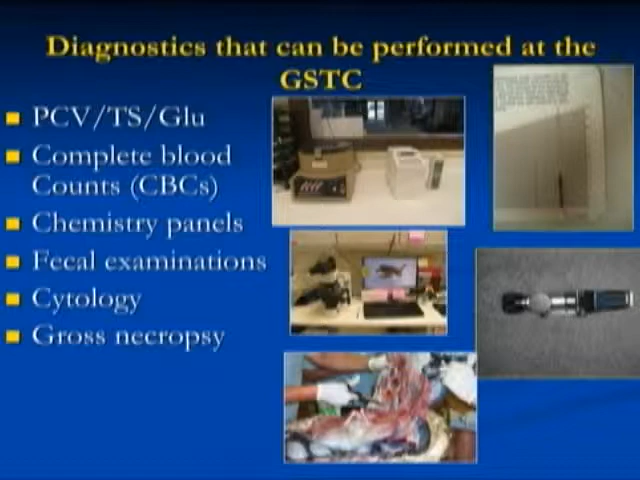 Diagnostics that can be performed at the
GSTC
PCV/TS/Glu
Complete blood
Counts (CBCs)
Chemistry panels
Fecal examinations
Cytology
Gross necropsy